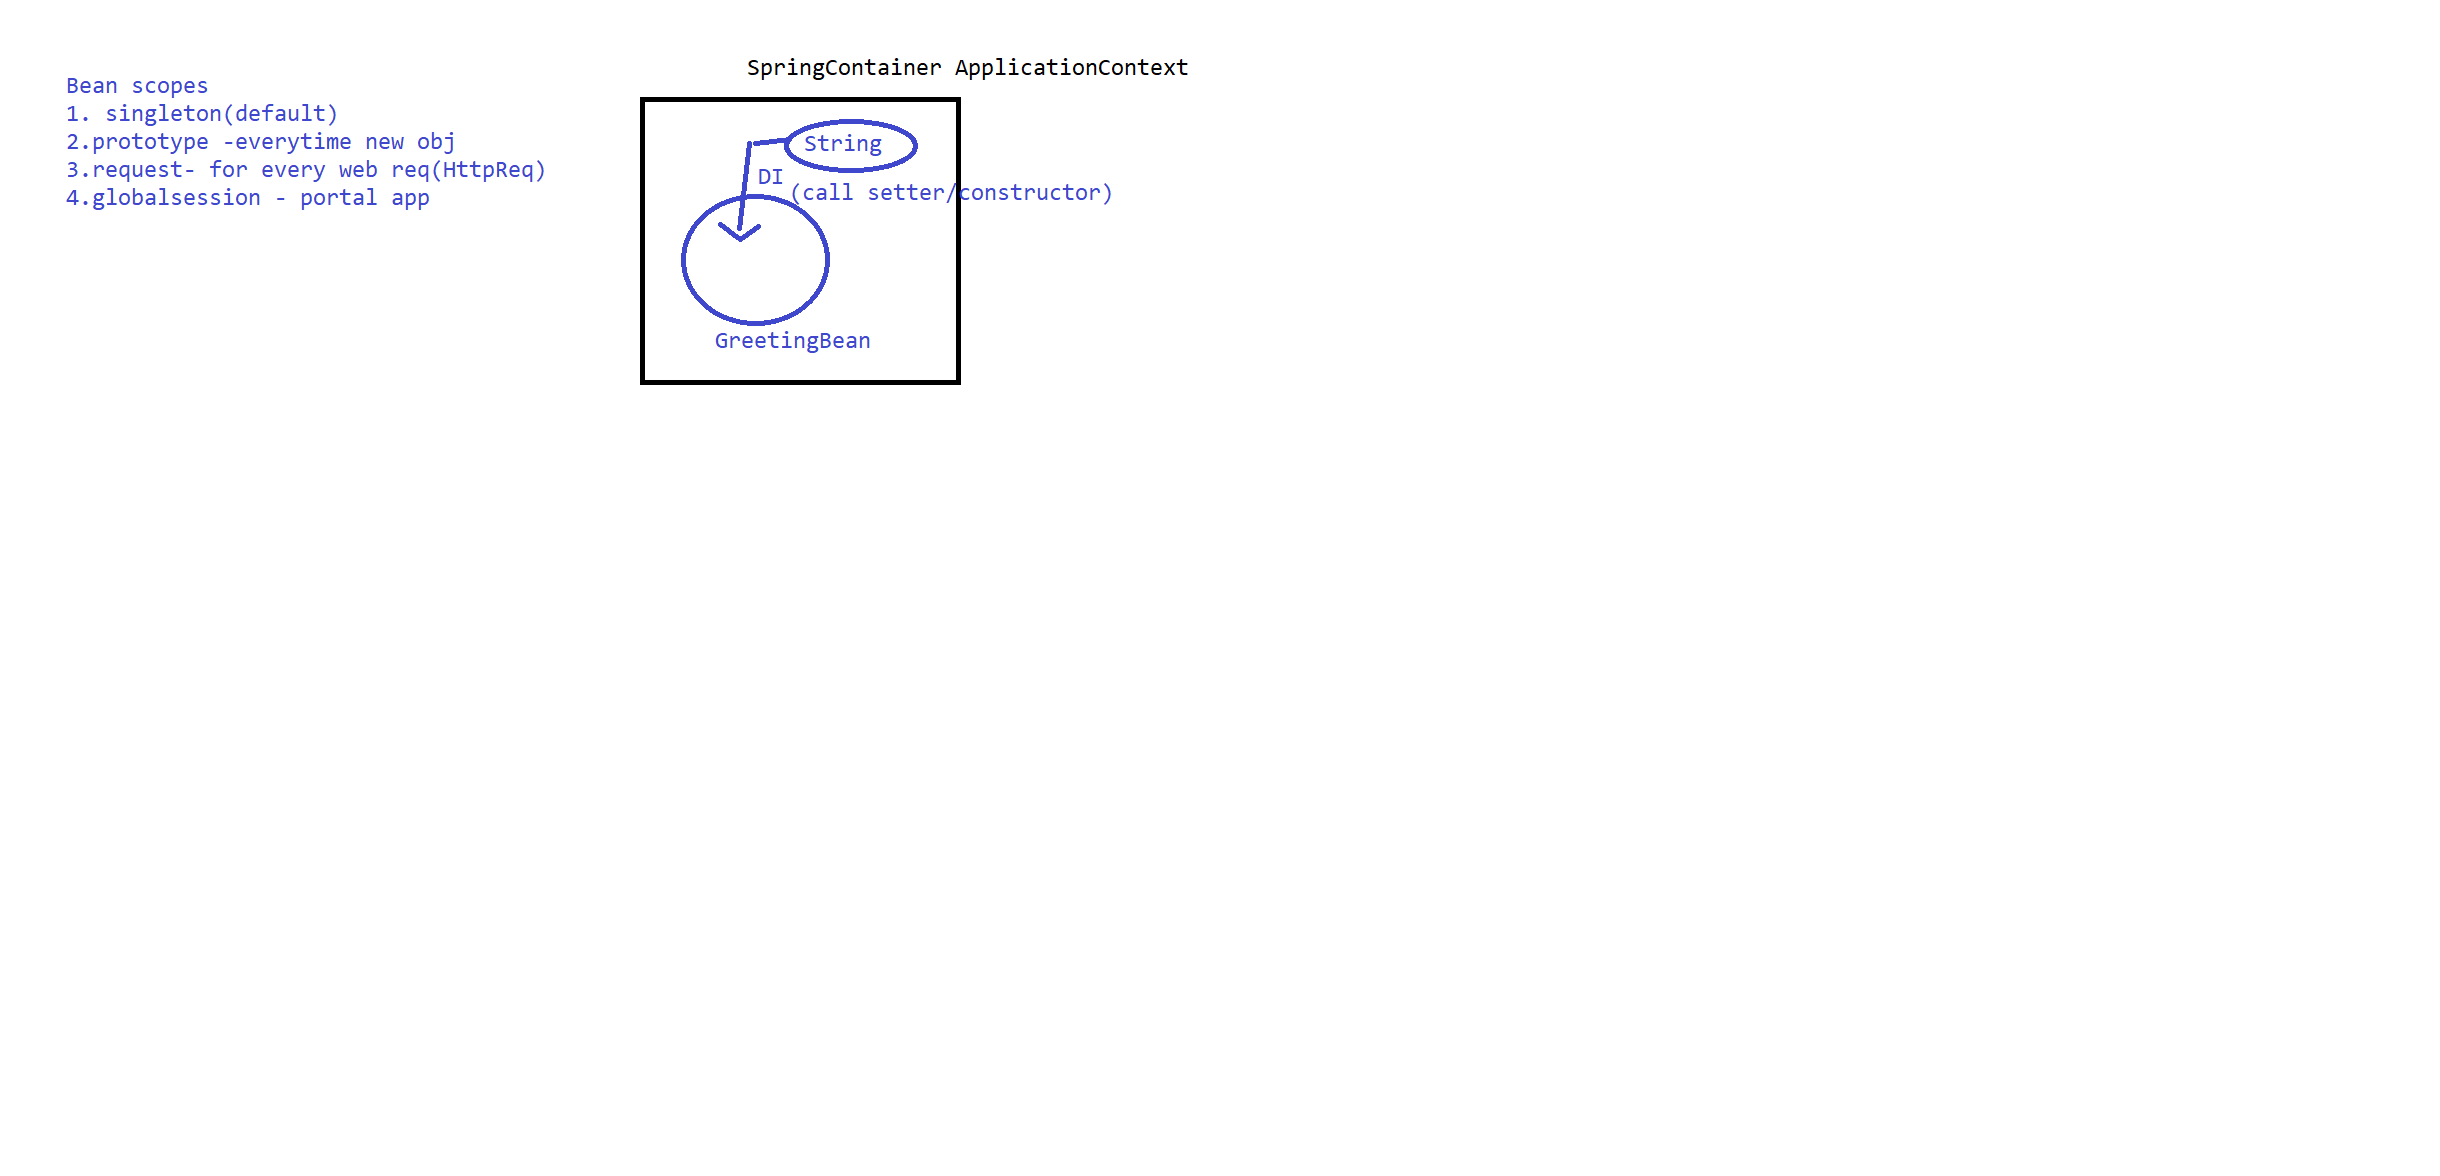 Bean scopes
1. singleton(default)
2.prototype -everytime new obj
3.request- for every web req(HttpReq)
4.globalsession - portal app
SpringContainer ApplicationContext
String
DI
(call setter/constructor)
GreetingBean